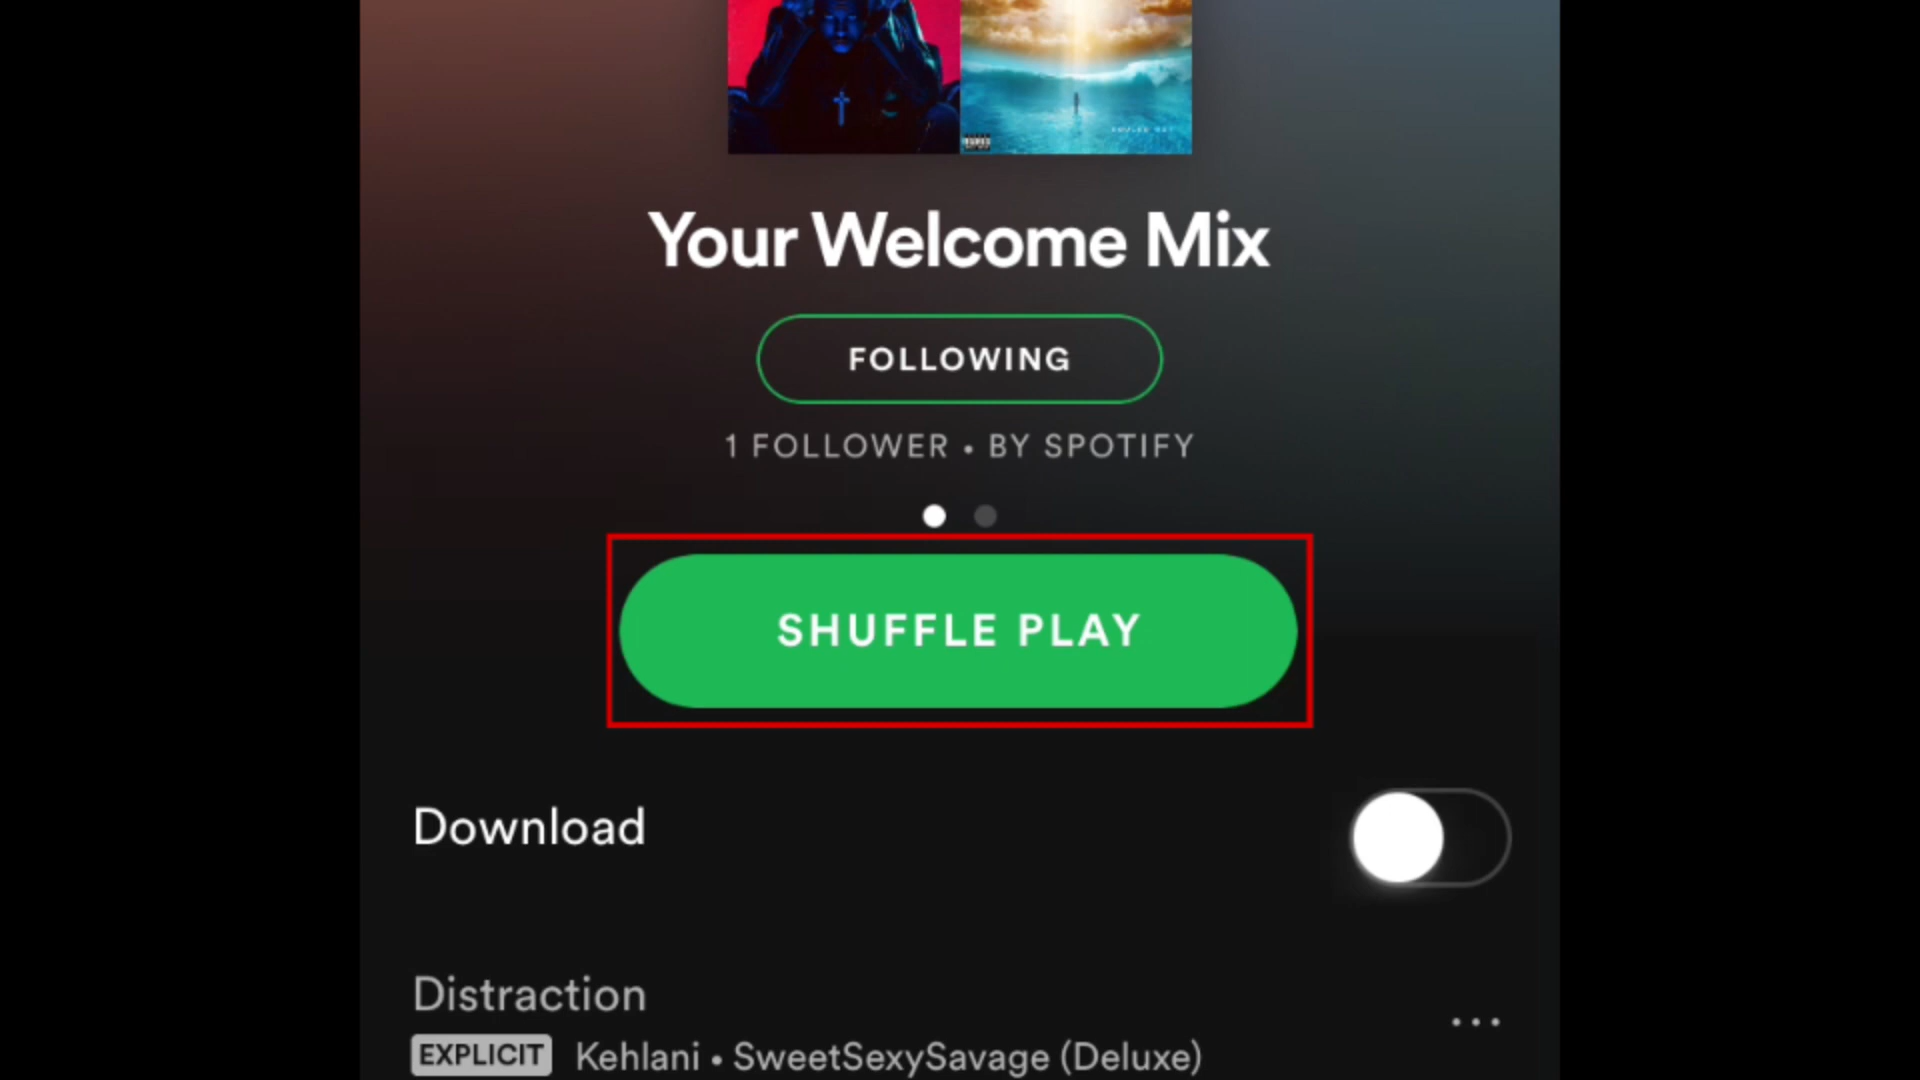 Your Welcome Mix
FOLLOWING
1 FOLLOWER • BY SPOTIFY
SHUFFLE PLAY
Download
Distraction
EXPLICIT Kehlani • SweetSexySavage (Deluxe)